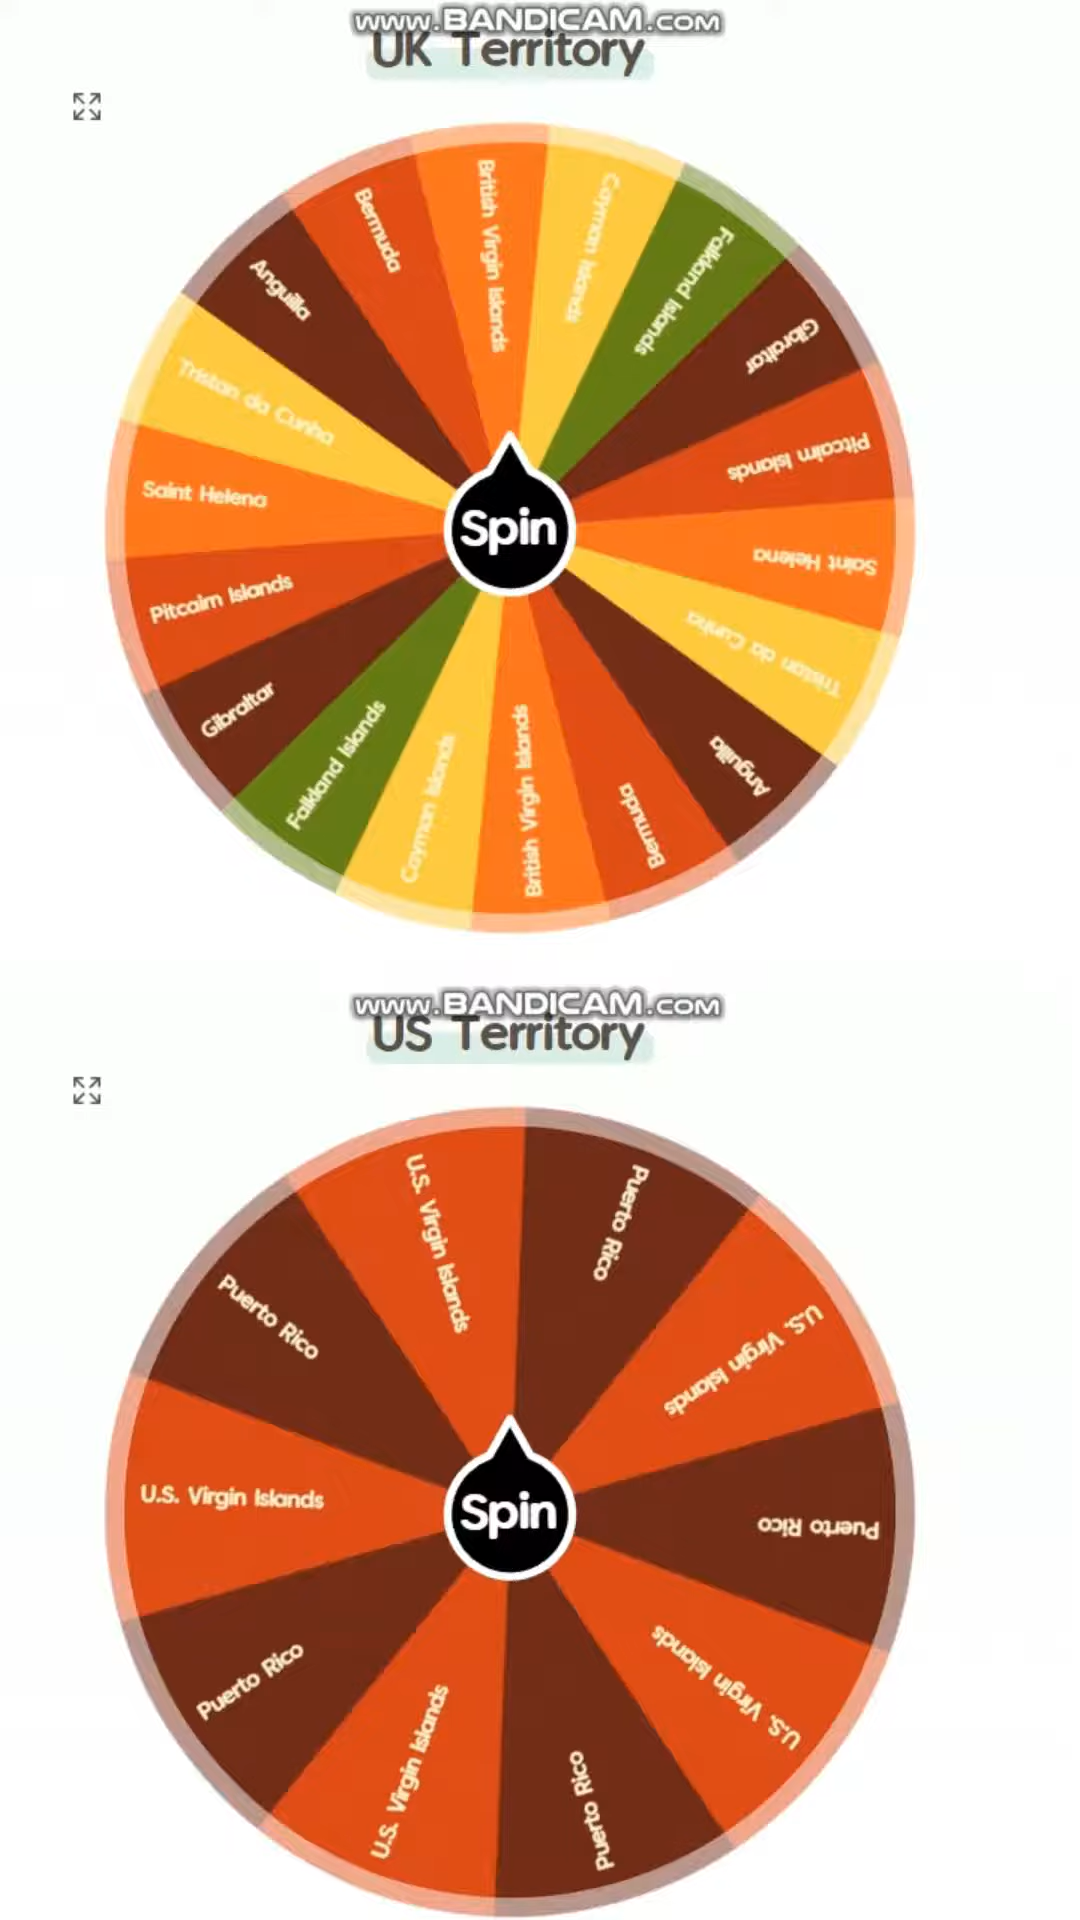 www.BANDICAM.com
UK Territory
British Virgin Islands
Cayman Islands
Falkland Islands
Gibraltar
Pitcairn Islands
Saint Helena
Tristan da Cunha
Anguilla
Bermuda
British Virgin Islands
Cayman Islands
Falkland Islands
Gibraltar
Pitcairn Islands
Saint Helena
Tristan da Cunha
Anguilla
Bermuda
Spin
www.BANDICAM.com
US Territory
U.S. Virgin Islands
Puerto Rico
U.S. Virgin Islands
Puerto Rico
U.S. Virgin Islands
Puerto Rico
U.S. Virgin Islands
Puerto Rico
U.S. Virgin Islands
Puerto Rico
Spin